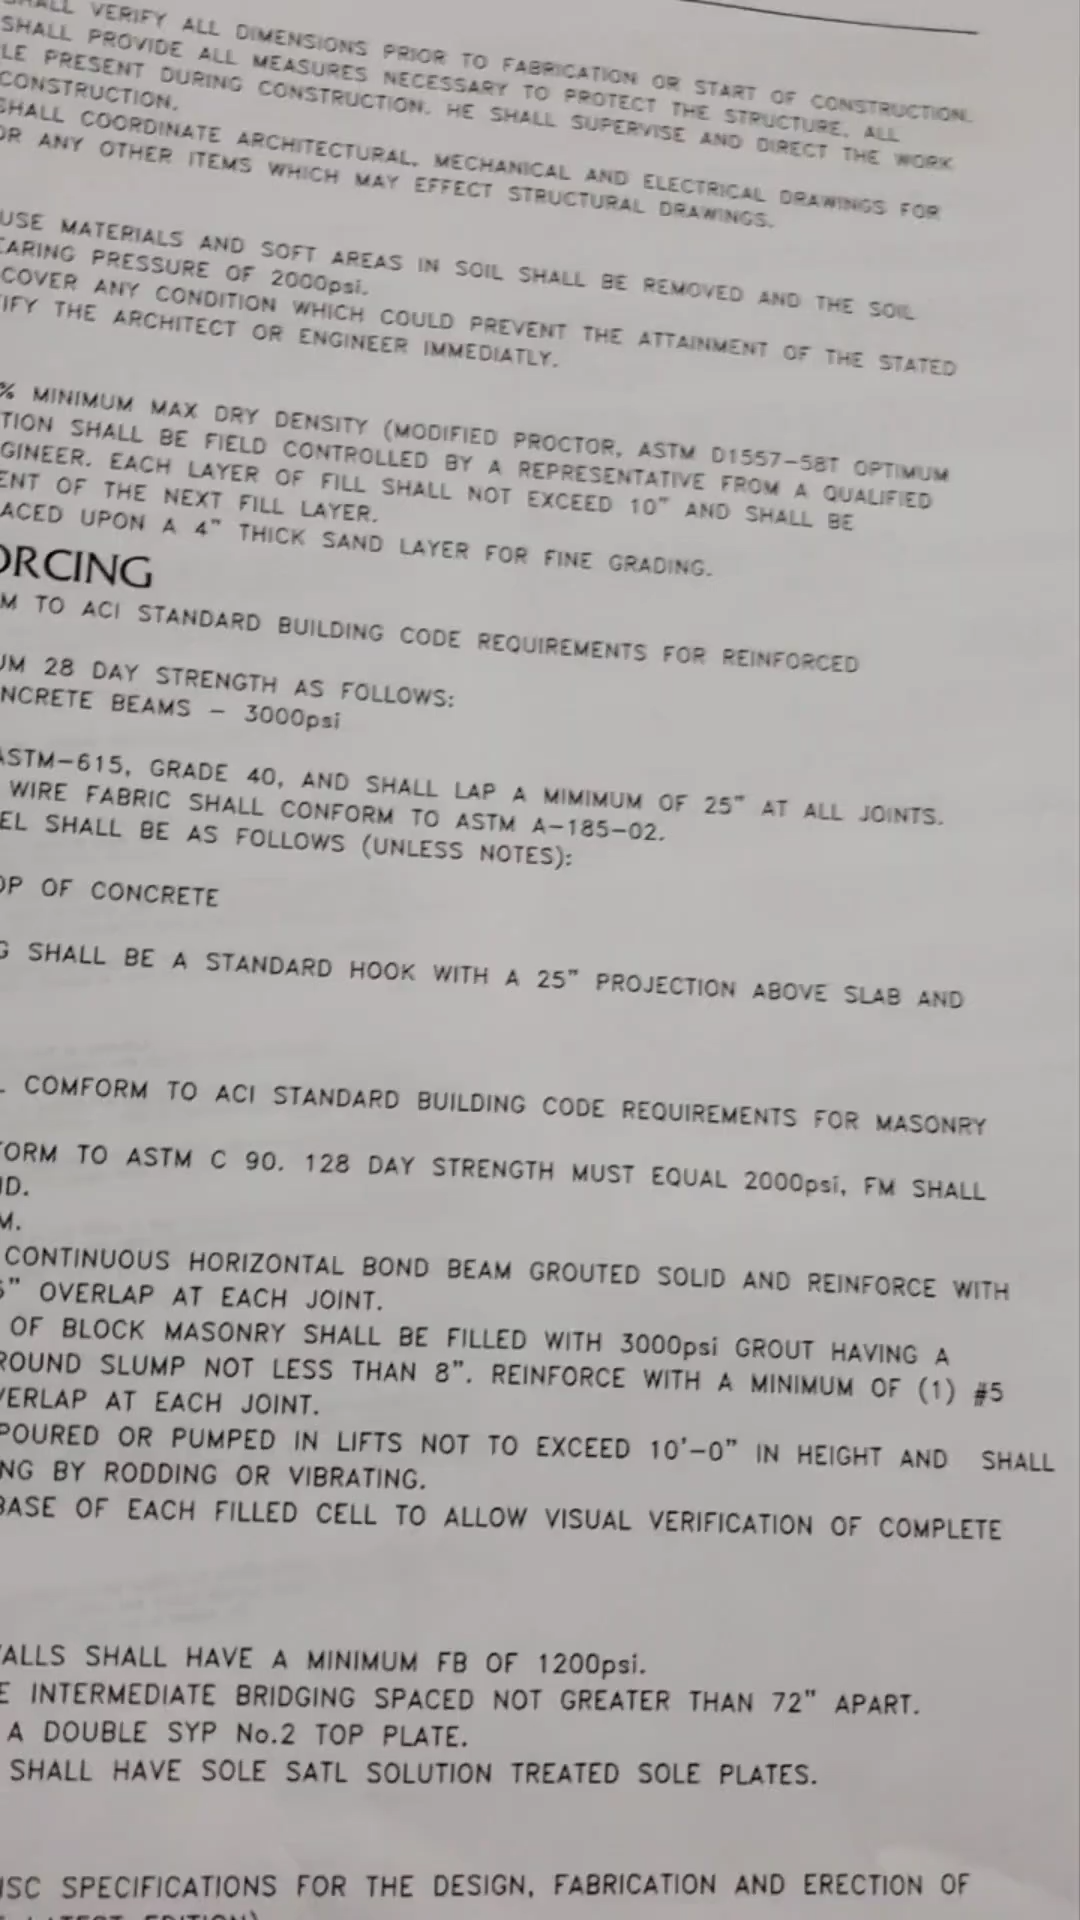 SHALL VERIFY ALL DIMENSIONS PRIOR TO FABRICATION OR START OF CONSTRUCTION.
SHALL PROVIDE ALL MEASURES NECESSARY TO PROTECT THE STRUCTURE, ALL
LE PRESENT DURING CONSTRUCTION. HE SHALL SUPERVISE AND DIRECT THE WORK
CONSTRUCTION.
SHALL COORDINATE ARCHITECTURAL, MECHANICAL AND ELECTRICAL DRAWINGS FOR
OR ANY OTHER ITEMS WHICH MAY EFFECT STRUCTURAL DRAWINGS.
USE MATERIALS AND SOFT AREAS IN SOIL SHALL BE REMOVED AND THE SOIL
EARING PRESSURE OF 2000psi.
COVER ANY CONDITION WHICH COULD PREVENT THE ATTAINMENT OF THE STATED
IFY THE ARCHITECT OR ENGINEER IMMEDIATLY.
% MINIMUM MAX DRY DENSITY (MODIFIED PROCTOR, ASTM D1557-58T OPTIMUM
TION SHALL BE FIELD CONTROLLED BY A REPRESENTATIVE FROM A QUALIFIED
GINEER. EACH LAYER OF FILL SHALL NOT EXCEED 10" AND SHALL BE
ENT OF THE NEXT FILL LAYER.
ACED UPON A 4" THICK SAND LAYER FOR FINE GRADING.
ORCING
M TO ACI STANDARD BUILDING CODE REQUIREMENTS FOR REINFORCED
UM 28 DAY STRENGTH AS FOLLOWS:
NCRETE BEAMS - 3000psi
ASTM-615, GRADE 40, AND SHALL LAP A MIMIMUM OF 25" AT ALL JOINTS.
WIRE FABRIC SHALL CONFORM TO ASTM A-185-02.
EL SHALL BE AS FOLLOWS (UNLESS NOTES):
OP OF CONCRETE
G SHALL BE A STANDARD HOOK WITH A 25" PROJECTION ABOVE SLAB AND
L COMFORM TO ACI STANDARD BUILDING CODE REQUIREMENTS FOR MASONRY
FORM TO ASTM C 90. 128 DAY STRENGTH MUST EQUAL 2000psi, FM SHALL
ND.
M.
CONTINUOUS HORIZONTAL BOND BEAM GROUTED SOLID AND REINFORCE WITH
" OVERLAP AT EACH JOINT.
OF BLOCK MASONRY SHALL BE FILLED WITH 3000psi GROUT HAVING A
ROUND SLUMP NOT LESS THAN 8". REINFORCE WITH A MINIMUM OF (1) #5
VERLAP AT EACH JOINT.
POURED OR PUMPED IN LIFTS NOT TO EXCEED 10'-0" IN HEIGHT AND SHALL
NG BY RODDING OR VIBRATING.
BASE OF EACH FILLED CELL TO ALLOW VISUAL VERIFICATION OF COMPLETE
WALLS SHALL HAVE A MINIMUM FB OF 1200psi.
E INTERMEDIATE BRIDGING SPACED NOT GREATER THAN 72" APART.
A DOUBLE SYP No.2 TOP PLATE.
SHALL HAVE SOLE SATL SOLUTION TREATED SOLE PLATES.
ISC SPECIFICATIONS FOR THE DESIGN, FABRICATION AND ERECTION OF
LATEST EDITION)